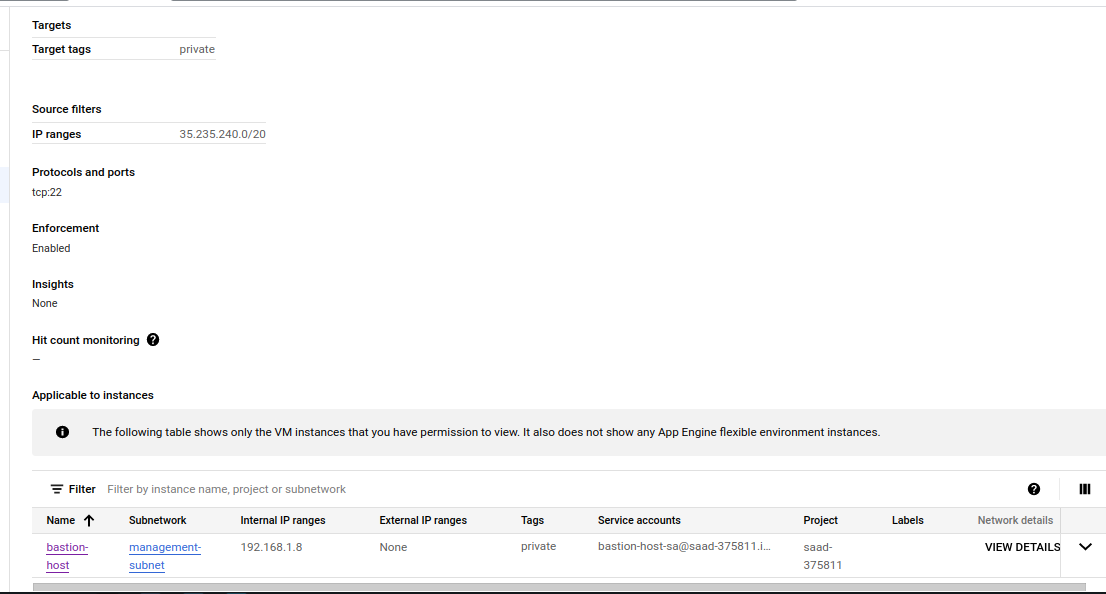 Targets
Target tags private
Source filters
IP ranges 35.235.240.0/20
Protocols and ports
tcp:22
Enforcement
Enabled
Insights
None
Hit count monitoring ?
—
Applicable to instances
The following table shows only the VM instances that you have permission to view. It also does not show any App Engine flexible environment instances.
Filter Filter by instance name, project or subnetwork ?
Name Subnetwork Internal IP ranges External IP ranges Tags Service accounts Project Labels Network details
bastion- management- 192.168.1.8 None private bastion-host-sa@saad-375811.i... saad- VIEW DETAILS
host subnet 375811